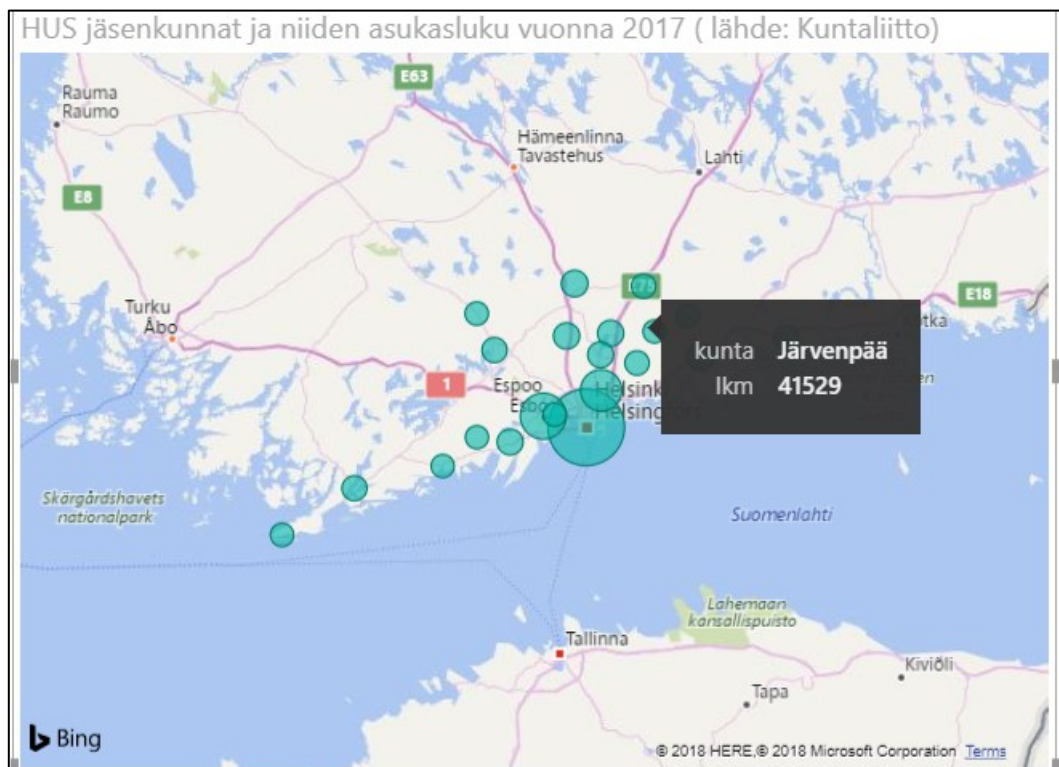 HUS jäsenkunnat ja niiden asukasluku vuonna 2017 ( lähde: Kuntaliitto)
E63
Rauma
Raumo
Hämeenlinna
Tavastehus
Lahti
E8
E75
E18
Turku
Åbo
kunta Järvenpää
lkm 41529
1
Espoo
Esbo
Helsinki
Helsingfors
Skärgårdshavets
nationalpark
Suomenlahti
Lahemaan
kansallispuisto
Tallinna
Kiviõli
Tapa
Bing
© 2018 HERE,© 2018 Microsoft Corporation Terms